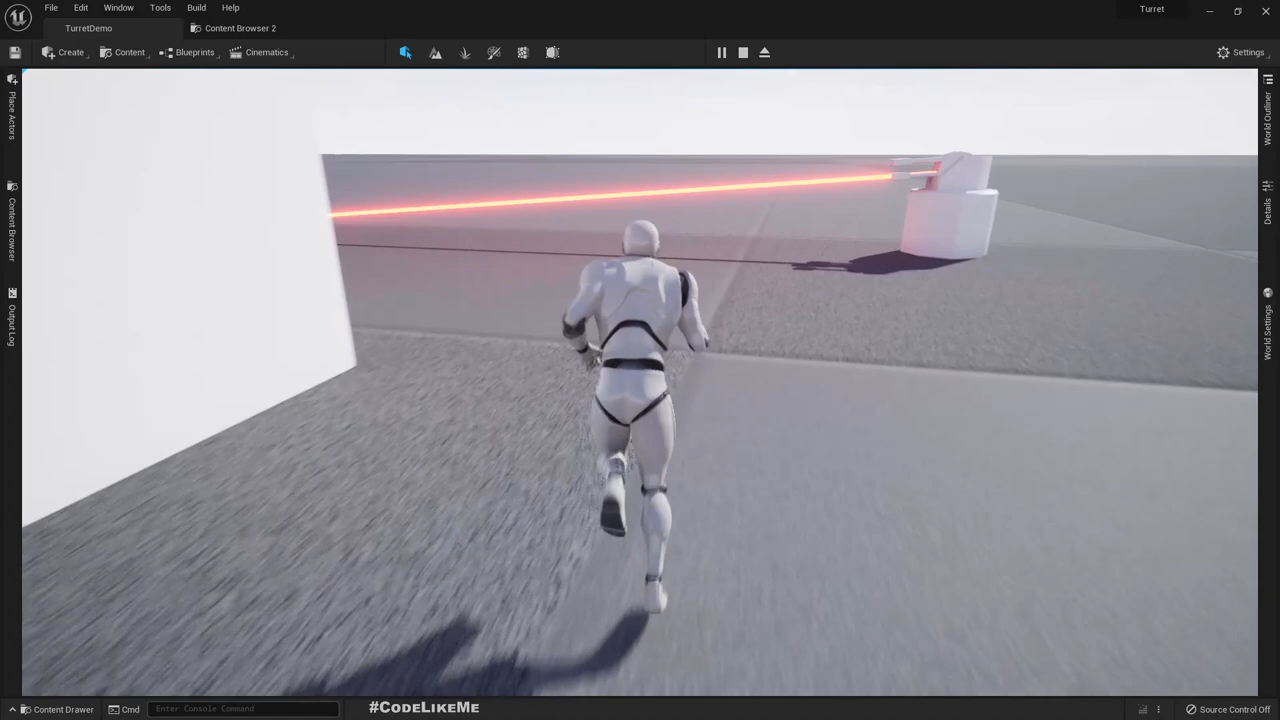 File Edit Window Tools Build Help
Turret
TurretDemo
Content Browser 2
Create Content Blueprints Cinematics
Settings
Place Actors
Content Browser
Output Log
World Outliner
Details
World Settings
Content Drawer Cmd Enter Console Command
#CodeLikeMe
Source Control Off